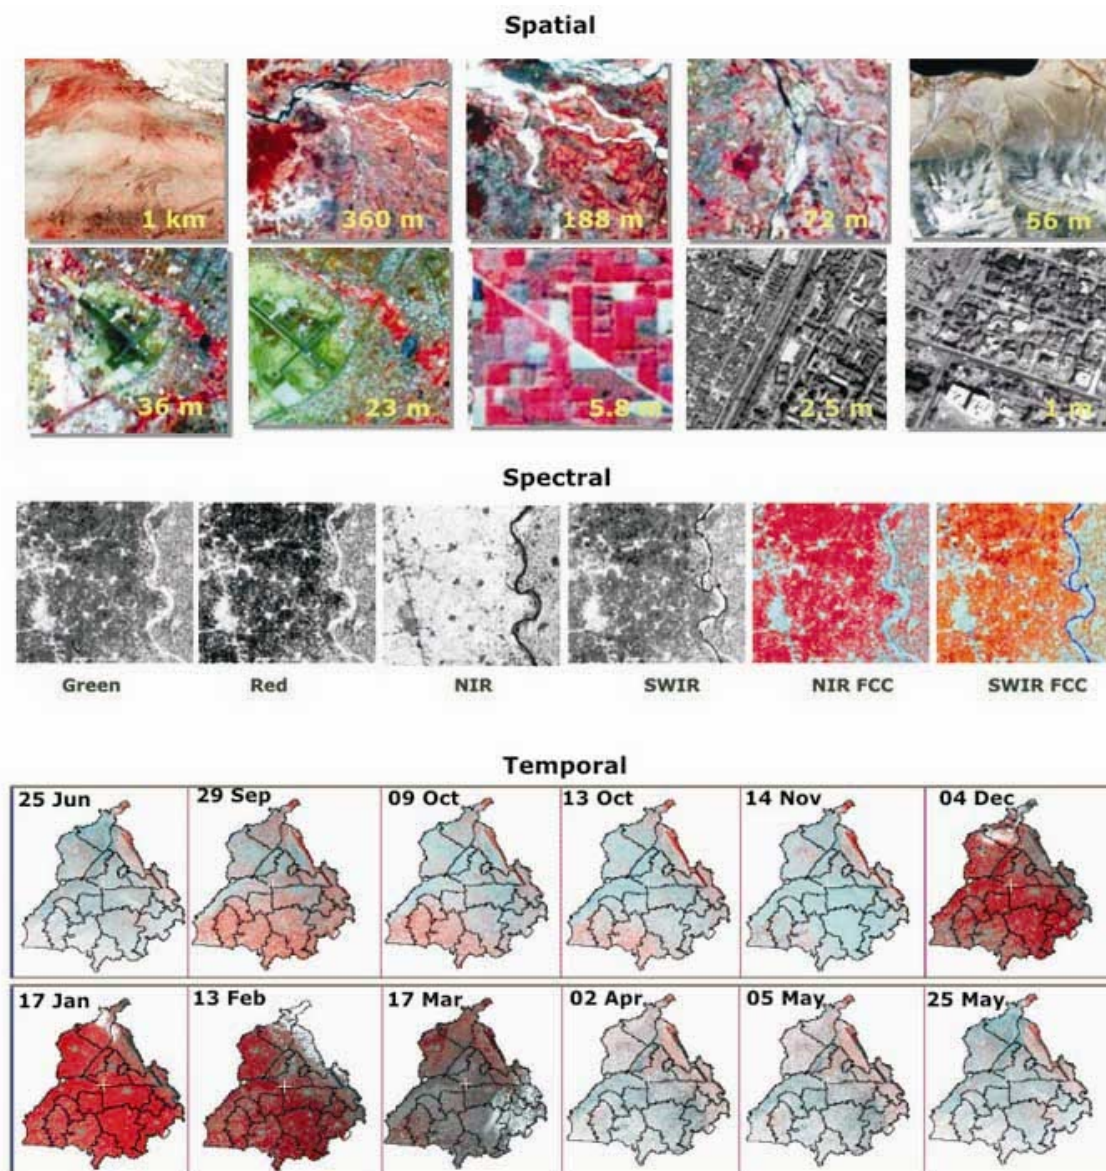 Spatial
1 km 360 m 188 m 72 m 56 m
36 m 23 m 5.8 m 2.5 m 1 m
Spectral
Green Red NIR SWIR NIR FCC SWIR FCC
Temporal
25 Jun 29 Sep 09 Oct 13 Oct 14 Nov 04 Dec
17 Jan 13 Feb 17 Mar 02 Apr 05 May 25 May